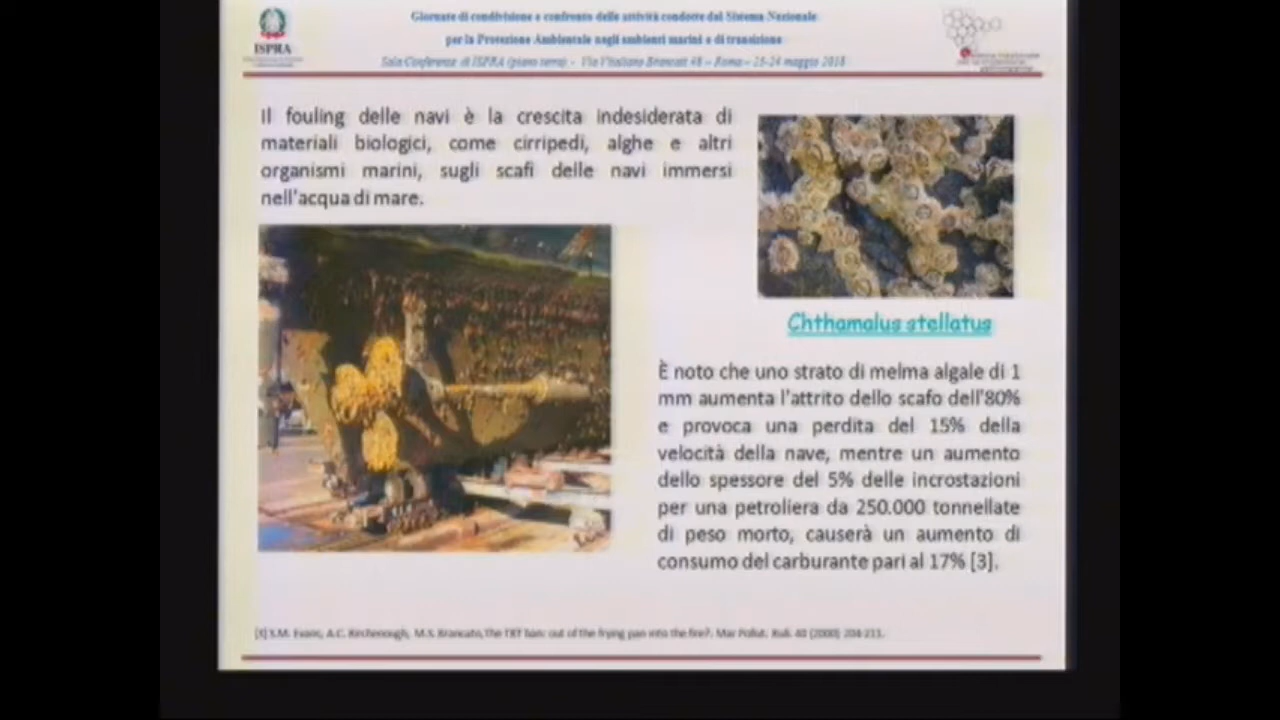 Giornate di condivisione e confronto delle attività condotte dal Sistema Nazionale
per la Protezione Ambientale negli ambienti marini e di transizione
Sala Conferenze di ISPRA (piano terra) - Via Vitaliano Brancati 48 – Roma – 23-24 maggio 2018
ISPRA
Il fouling delle navi è la crescita indesiderata di
materiali biologici, come cirripedi, alghe e altri
organismi marini, sugli scafi delle navi immersi
nell'acqua di mare.
Chthamalus stellatus
È noto che uno strato di melma algale di 1
mm aumenta l'attrito dello scafo dell'80%
e provoca una perdita del 15% della
velocità della nave, mentre un aumento
dello spessore del 5% delle incrostazioni
per una petroliera da 250.000 tonnellate
di peso morto, causerà un aumento di
consumo del carburante pari al 17% [3].
[3] S.M. Evans, A.C. Birchenough, M.S. Brancato, The TBT ban: out of the frying pan into the fire?. Mar Pollut. Bull. 40 (2000) 204-211.